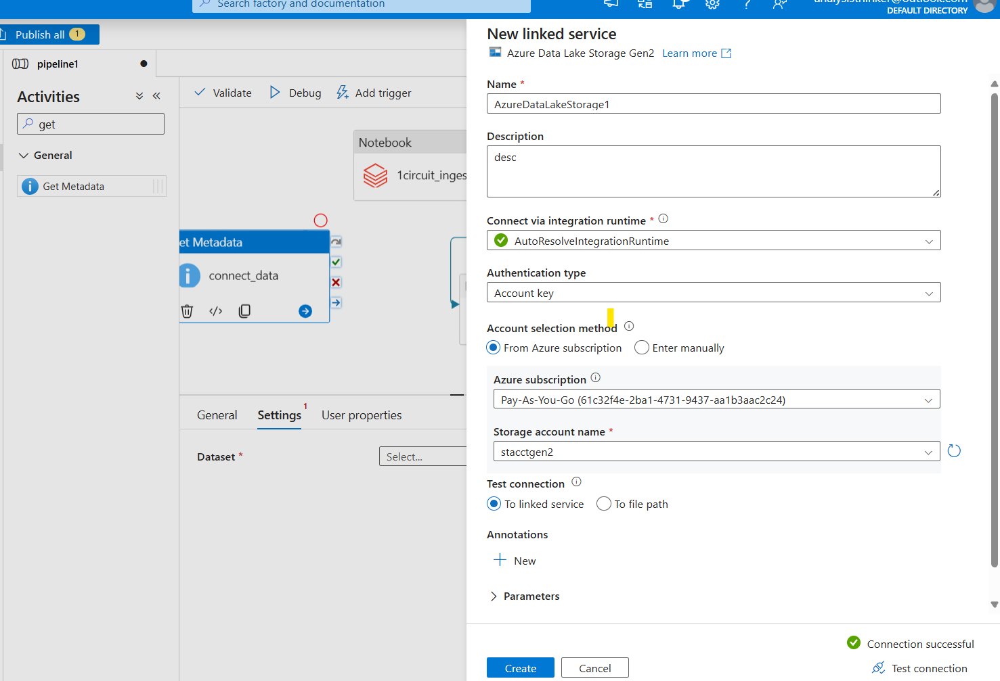 Search factory and documentation
DEFAULT DIRECTORY
Publish all 1
pipeline1
Activities
get
General
Get Metadata
Validate
Debug
Add trigger
Notebook
1circuit_inges
et Metadata
connect_data
General
Settings 1
User properties
Dataset *
Select...
New linked service
Azure Data Lake Storage Gen2 Learn more
Name *
AzureDataLakeStorage1
Description
desc
Connect via integration runtime *
AutoResolveIntegrationRuntime
Authentication type
Account key
Account selection method
From Azure subscription Enter manually
Azure subscription
Pay-As-You-Go (61c32f4e-2ba1-4731-9437-aa1b3aac2c24)
Storage account name *
stacctgen2
Test connection
To linked service To file path
Annotations
New
Parameters
Connection successful
Create Cancel Test connection